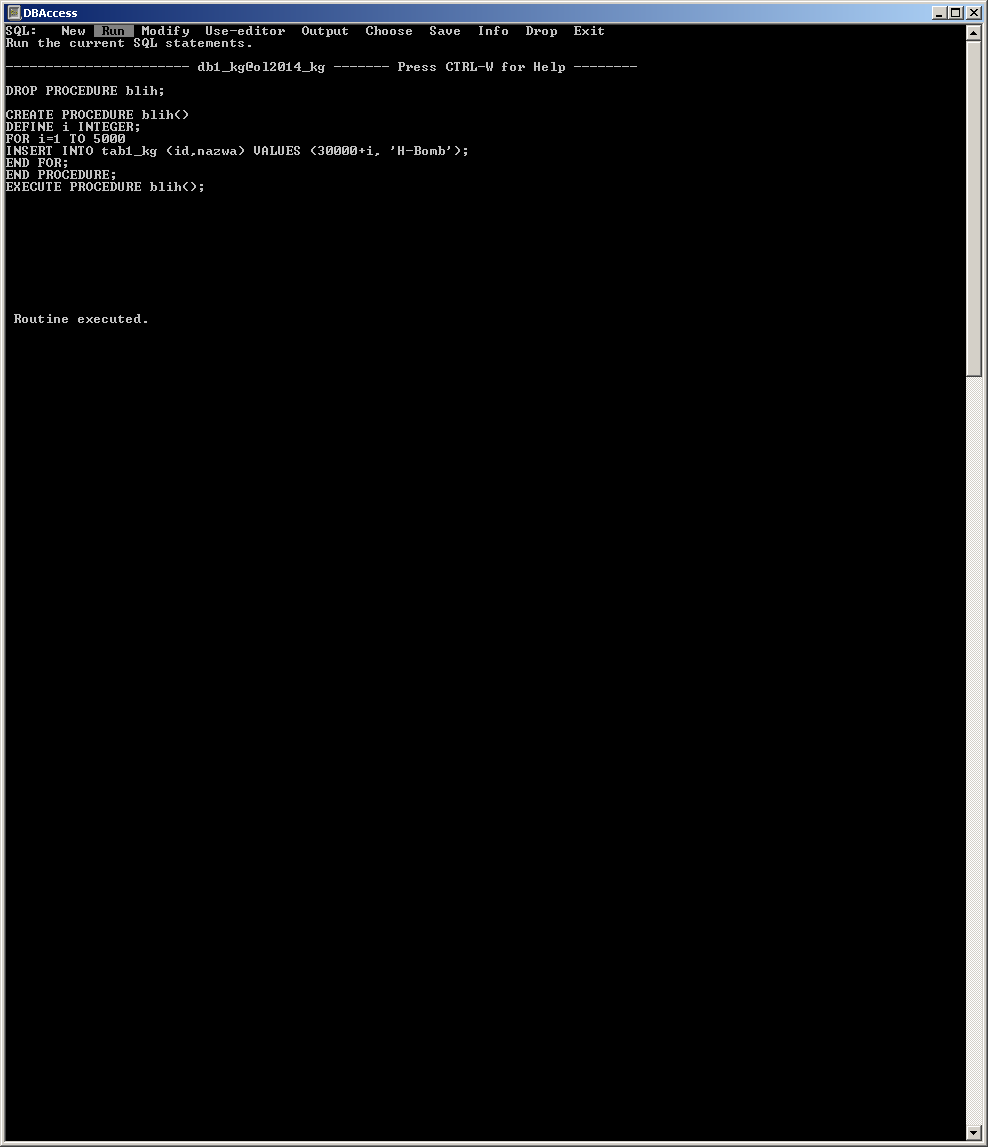 DBAccess
SQL: New Run Modify Use-editor Output Choose Save Info Drop Exit
Run the current SQL statements.
----------------------- db1_kg@ol2014_kg ------- Press CTRL-W for Help --------
DROP PROCEDURE blih;
CREATE PROCEDURE blih()
DEFINE i INTEGER;
FOR i=1 TO 5000
INSERT INTO tab1_kg (id,nazwa) VALUES (30000+i, 'H-Bomb');
END FOR;
END PROCEDURE;
EXECUTE PROCEDURE blih();
Routine executed.